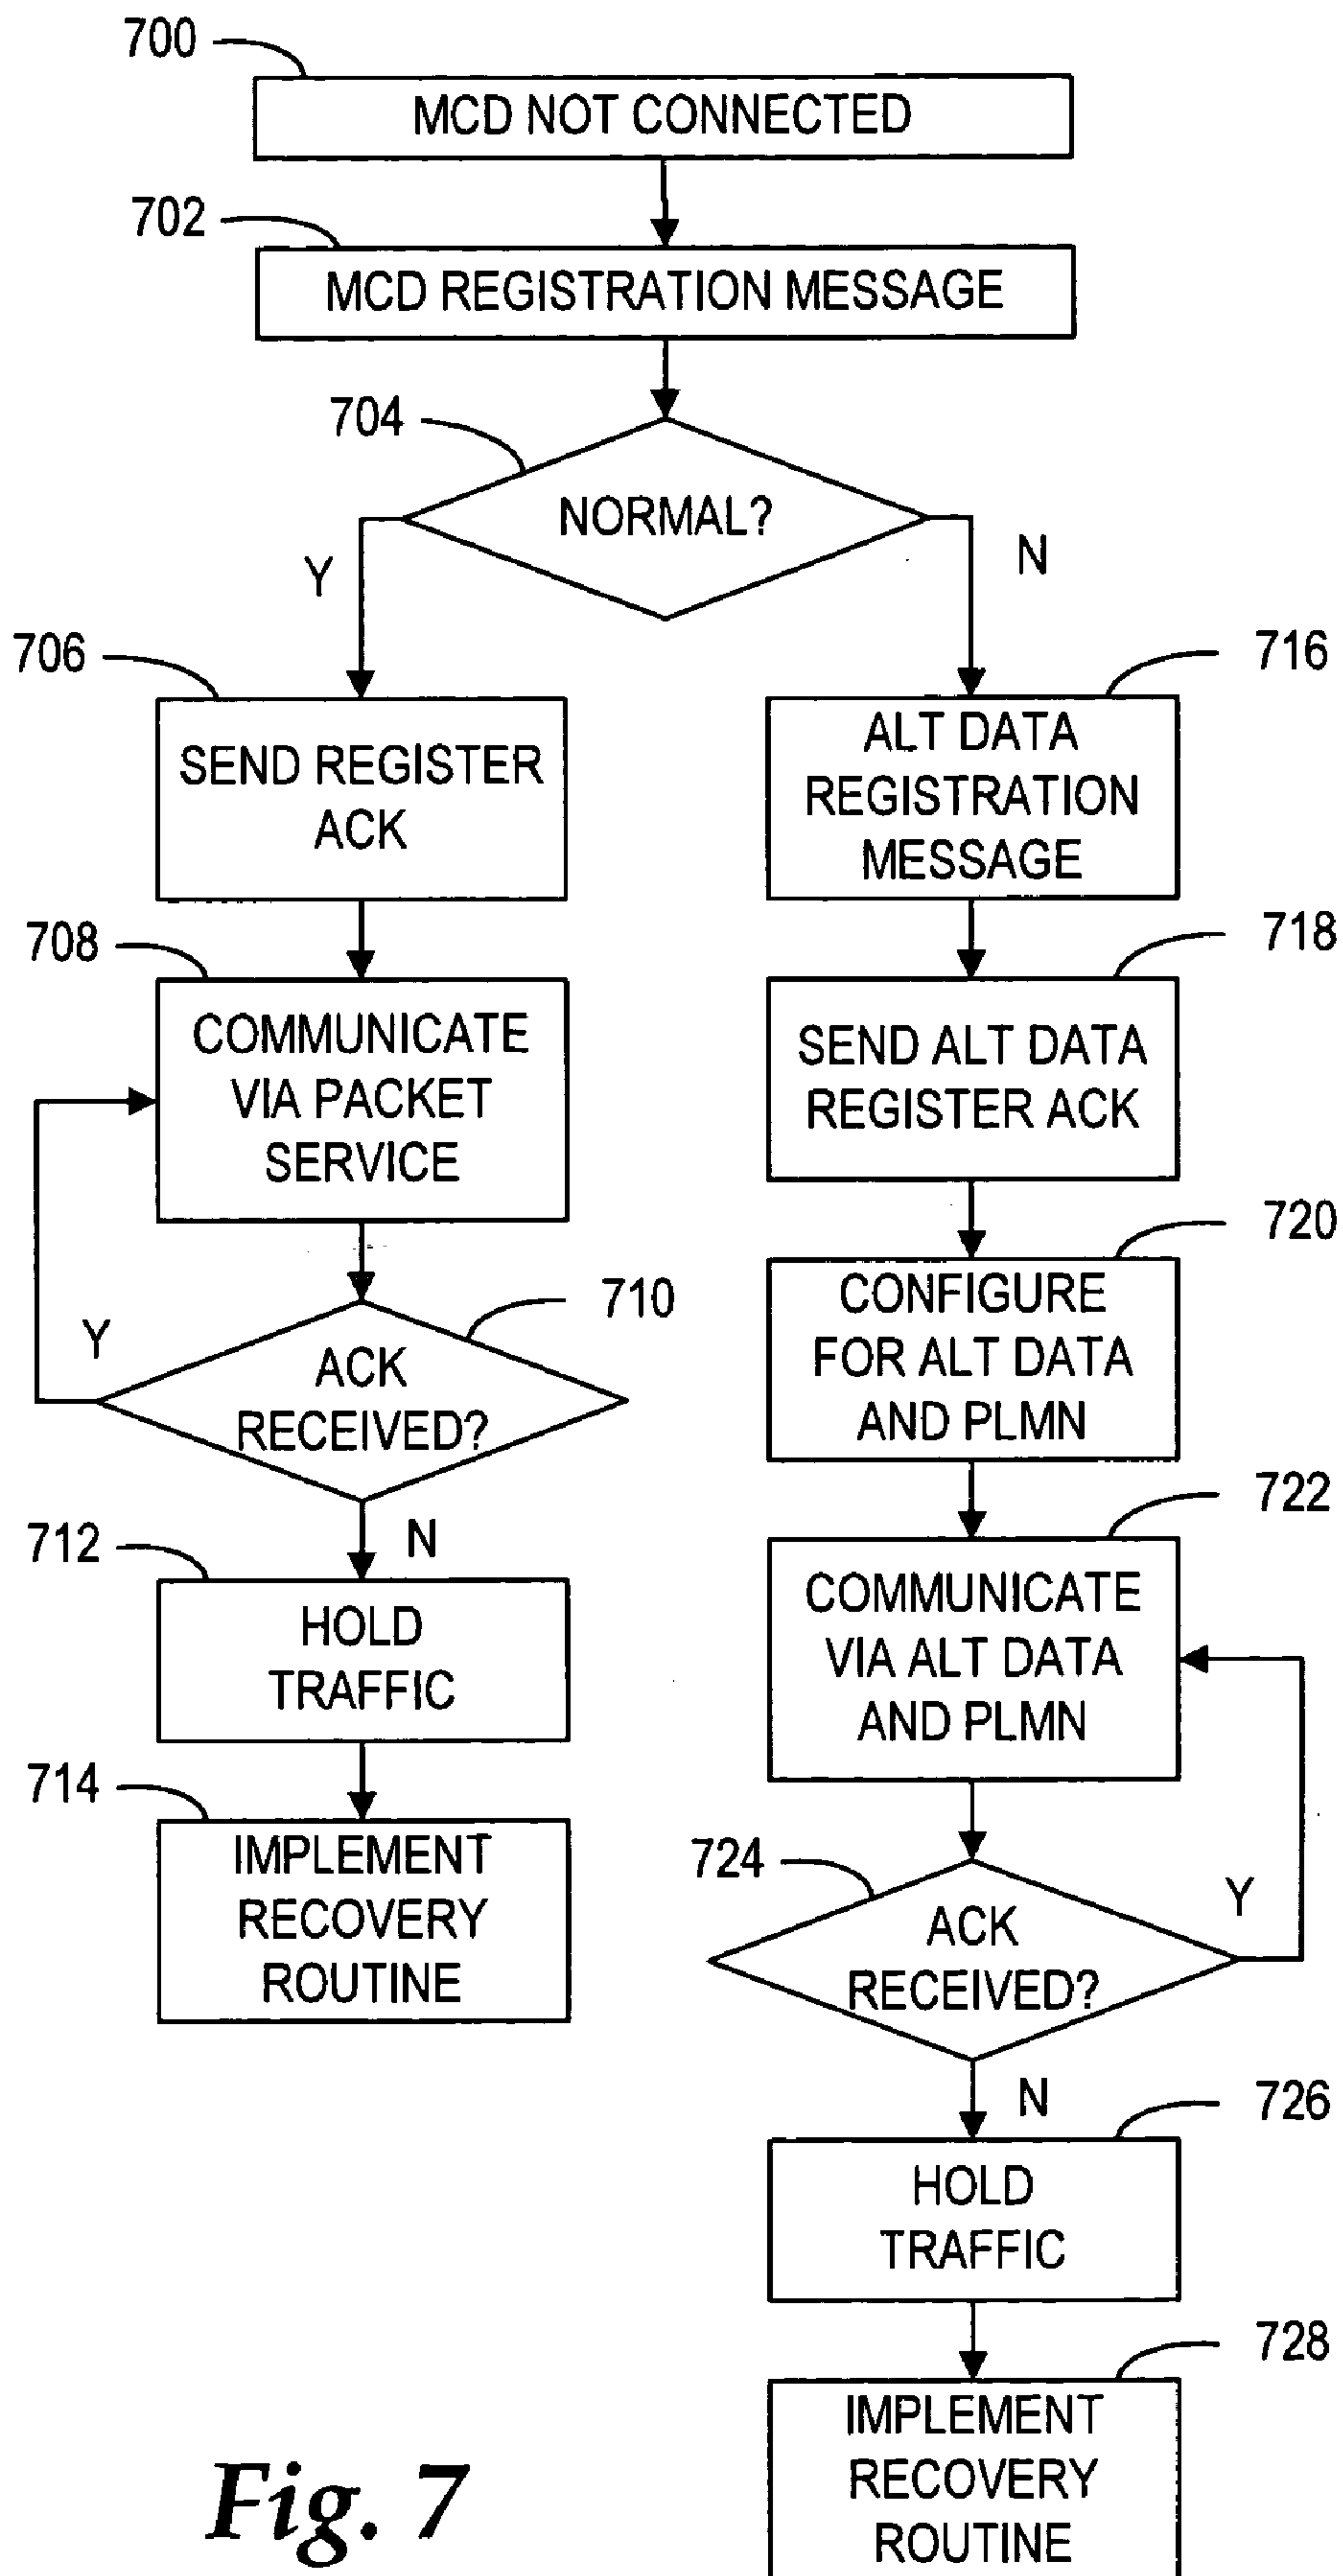 700
MCD NOT CONNECTED
702
MCD REGISTRATION MESSAGE
704
NORMAL?
Y
N
706
SEND REGISTER
ACK
716
ALT DATA
REGISTRATION
MESSAGE
708
COMMUNICATE
VIA PACKET
SERVICE
718
SEND ALT DATA
REGISTER ACK
710
ACK
RECEIVED?
Y
N
720
CONFIGURE
FOR ALT DATA
AND PLMN
712
HOLD
TRAFFIC
722
COMMUNICATE
VIA ALT DATA
AND PLMN
714
IMPLEMENT
RECOVERY
ROUTINE
724
ACK
RECEIVED?
Y
N
726
HOLD
TRAFFIC
728
IMPLEMENT
RECOVERY
ROUTINE
Fig. 7